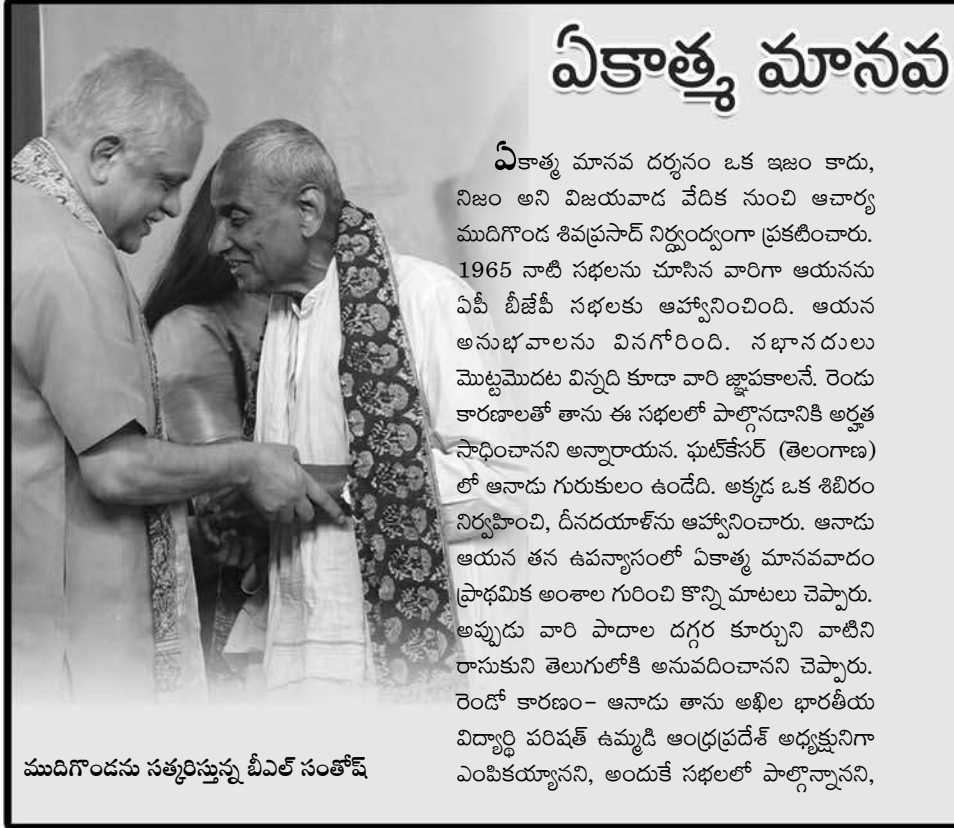 ఏకాత్మ మానవ
ఏకాత్మ మానవ దర్శనం ఒక ఇజం కాదు,
నిజం అని విజయవాడ వేదిక నుంచి ఆచార్య
ముదిగొండ శివప్రసాద్ నిర్ద్వంద్వంగా ప్రకటించారు.
1965 నాటి సభలను చూసిన వారిగా ఆయనను
ఏపీ బీజేపీ సభలకు ఆహ్వానించింది. ఆయన
అనుభవాలను వినగోరింది. నభానదులు
మొట్టమొదట విన్నది కూడా వారి జ్ఞాపకాలనే. రెండు
కారణాలతో తాను ఈ సభలలో పాల్గొనడానికి అర్హత
సాధించానని అన్నారాయన. ఘట్‌కేసర్ (తెలంగాణ)
లో ఆనాడు గురుకులం ఉండేది. అక్కడ ఒక శిబిరం
నిర్వహించి, దీనదయాళ్‌ను ఆహ్వానించారు. ఆనాడు
ఆయన తన ఉపన్యాసంలో ఏకాత్మ మానవవాదం
ప్రాథమిక అంశాల గురించి కొన్ని మాటలు చెప్పారు.
అప్పుడు వారి పాదాల దగ్గర కూర్చుని వాటిని
రాసుకుని తెలుగులోకి అనువదించానని చెప్పారు.
రెండో కారణం– ఆనాడు తాను అఖిల భారతీయ
విద్యార్థి పరిషత్ ఉమ్మడి ఆంధ్రప్రదేశ్ అధ్యక్షునిగా
ఎంపికయ్యానని, అందుకే సభలలో పాల్గొన్నానని,
ముదిగొండను సత్కరిస్తున్న బీఎల్ సంతోష్